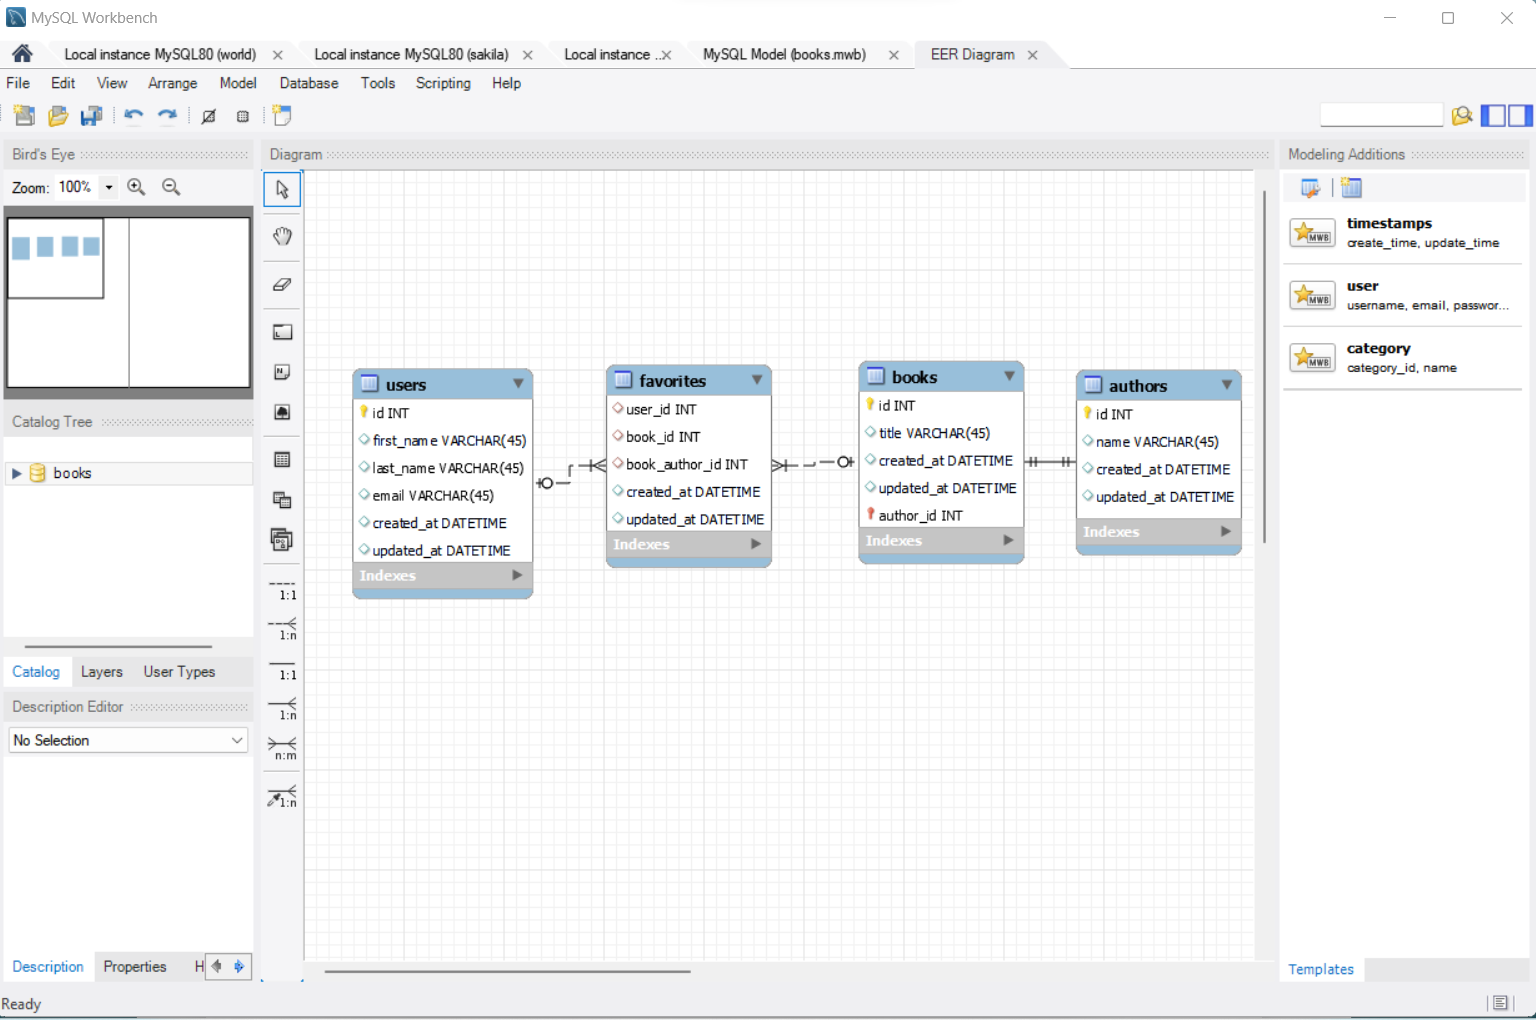 MySQL Workbench
Local instance MySQL80 (world)
Local instance MySQL80 (sakila)
Local instance ...
MySQL Model (books.mwb)
EER Diagram
File Edit View Arrange Model Database Tools Scripting Help
Bird's Eye
Zoom: 100%
Catalog Tree
books
Catalog Layers User Types
Description Editor
No Selection
Description Properties H
Diagram
1:1
1:n
1:1
1:n
n:m
1:n
users
id INT
first_name VARCHAR(45)
last_name VARCHAR(45)
email VARCHAR(45)
created_at DATETIME
updated_at DATETIME
Indexes
favorites
user_id INT
book_id INT
book_author_id INT
created_at DATETIME
updated_at DATETIME
Indexes
books
id INT
title VARCHAR(45)
created_at DATETIME
updated_at DATETIME
author_id INT
Indexes
authors
id INT
name VARCHAR(45)
created_at DATETIME
updated_at DATETIME
Indexes
Modeling Additions
MWB
timestamps
create_time, update_time
MWB
user
username, email, passwor...
MWB
category
category_id, name
Templates
Ready